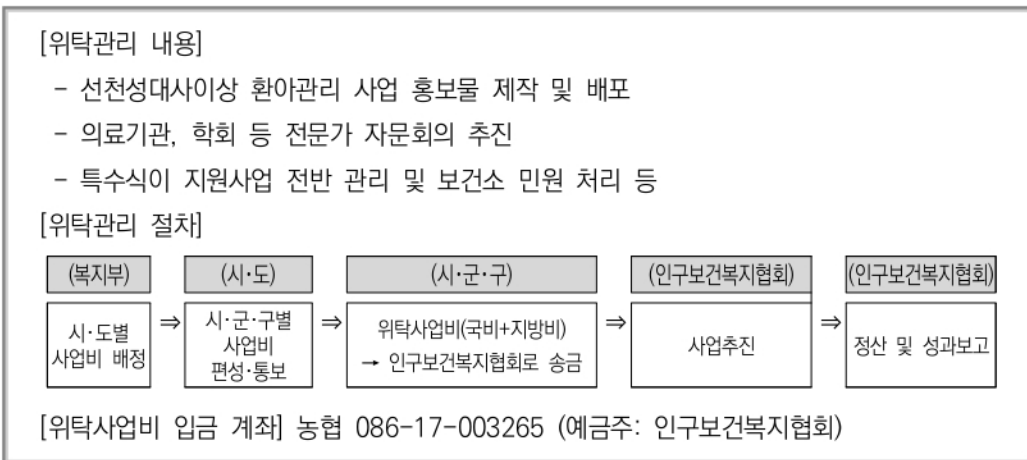 [위탁관리 내용]
- 선천성대사이상 환아관리 사업 홍보물 제작 및 배포
- 의료기관, 학회 등 전문가 자문회의 추진
- 특수식이 지원사업 전반 관리 및 보건소 민원 처리 등
[위탁관리 절차]
(복지부)
시·도별
사업비 배정
⇒
(시·도)
시·군·구별
사업비
편성·통보
⇒
(시·군·구)
위탁사업비(국비+지방비)
→ 인구보건복지협회로 송금
⇒
(인구보건복지협회)
사업추진
⇒
(인구보건복지협회)
정산 및 성과보고
[위탁사업비 입금 계좌] 농협 086-17-003265 (예금주: 인구보건복지협회)